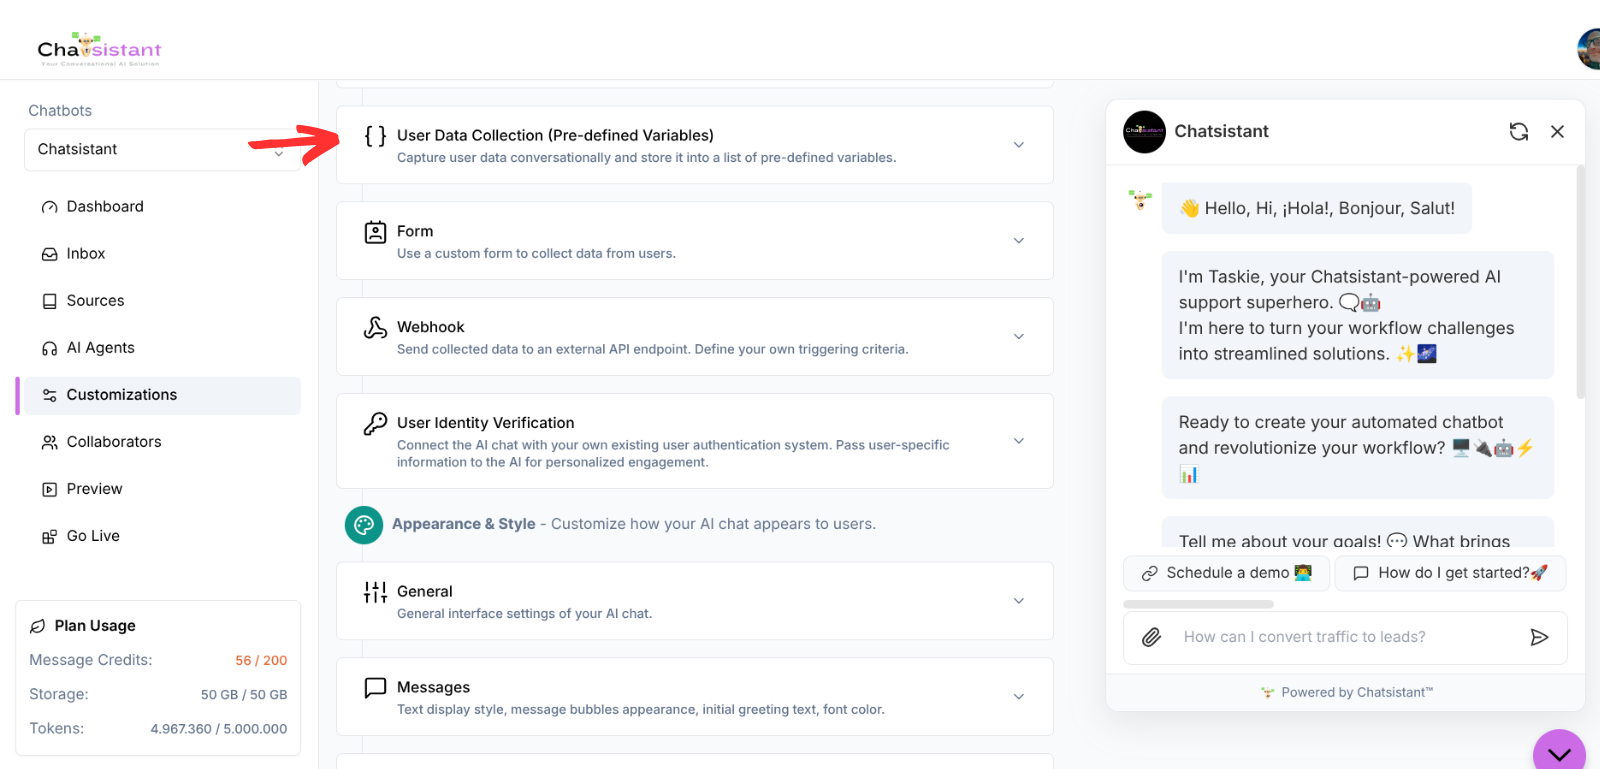 Chatsistant
Your Conversational AI Solution
Chatbots
Chatsistant
Dashboard
Inbox
Sources
AI Agents
Customizations
Collaborators
Preview
Go Live
Plan Usage
Message Credits: 56 / 200
Storage: 50 GB / 50 GB
Tokens: 4.967.360 / 5.000.000
User Data Collection (Pre-defined Variables)
Capture user data conversationally and store it into a list of pre-defined variables.
Form
Use a custom form to collect data from users.
Webhook
Send collected data to an external API endpoint. Define your own triggering criteria.
User Identity Verification
Connect the AI chat with your own existing user authentication system. Pass user-specific
information to the AI for personalized engagement.
Appearance & Style - Customize how your AI chat appears to users.
General
General interface settings of your AI chat.
Messages
Text display style, message bubbles appearance, initial greeting text, font color.
Chatsistant
Chatsistant
👋 Hello, Hi, ¡Hola!, Bonjour, Salut!
I'm Taskie, your Chatsistant-powered AI
support superhero. 🗨️🤖
I'm here to turn your workflow challenges
into streamlined solutions. ✨🌌
Ready to create your automated chatbot
and revolutionize your workflow? 🖥️🔌🤖⚡
📊
Tell me about your goals! 💬 What brings
Schedule a demo 👨‍💻
How do I get started?🚀
How can I convert traffic to leads?
Powered by Chatsistant™